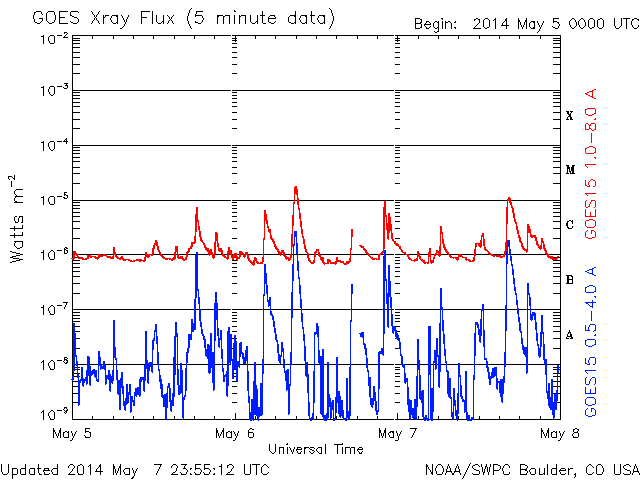 GOES Xray Flux (5 minute data)
Begin: 2014 May 5 0000 UTC
10⁻²
10⁻³
10⁻⁴
10⁻⁵
10⁻⁶
10⁻⁷
10⁻⁸
10⁻⁹
Watts m⁻²
X
M
C
B
A
GOES15 1.0-8.0 A
GOES15 0.5-4.0 A
May 5
May 6
May 7
May 8
Universal Time
Updated 2014 May 7 23:55:12 UTC
NOAA/SWPC Boulder, CO USA